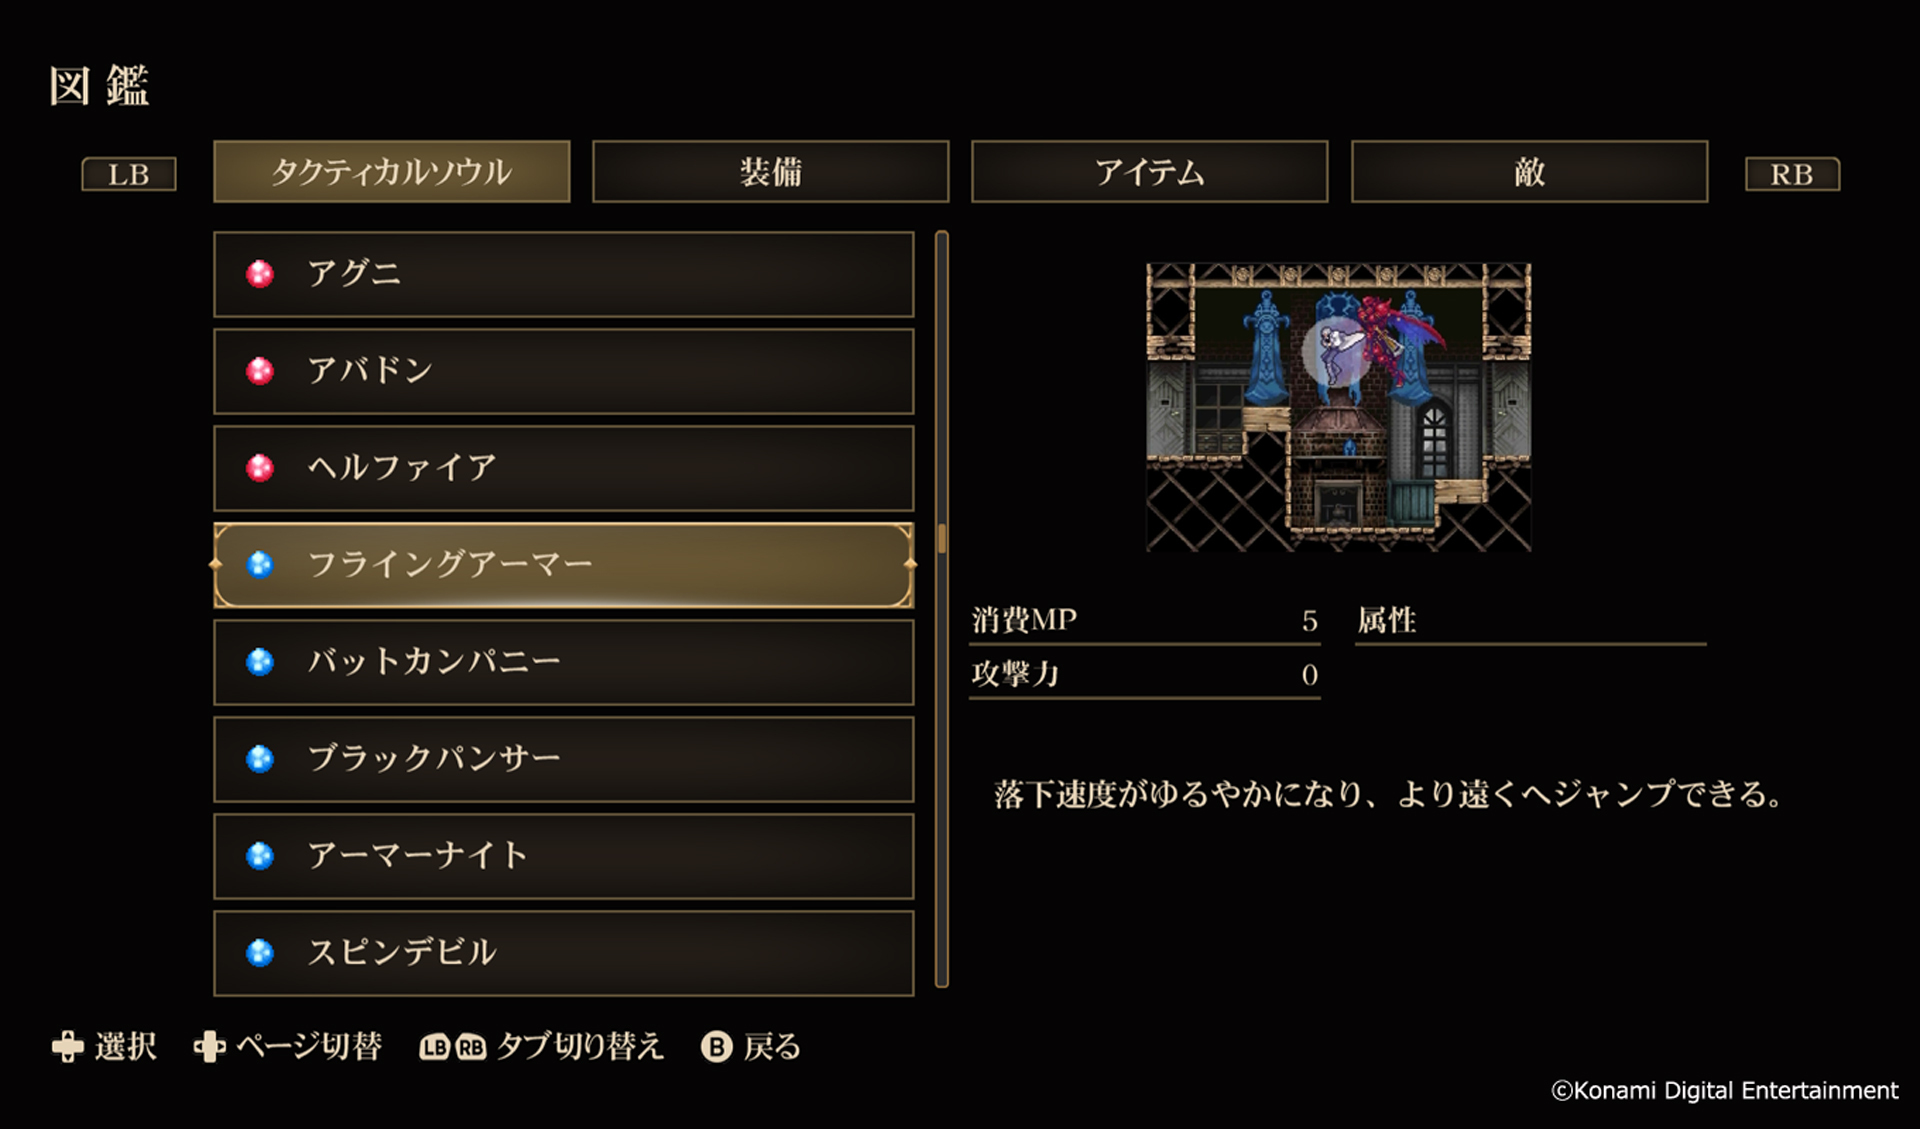 図鑑
LB タクティカルソウル 装備 アイテム 敵 RB
アグニ
アバドン
ヘルファイア
フライングアーマー
バットカンパニー
ブラックパンサー
アーマーナイト
スピンデビル
消費MP 5 属性
攻撃力 0
落下速度がゆるやかになり、より遠くへジャンプできる。
選択 ページ切替 LB RB タブ切り替え B 戻る
©Konami Digital Entertainment